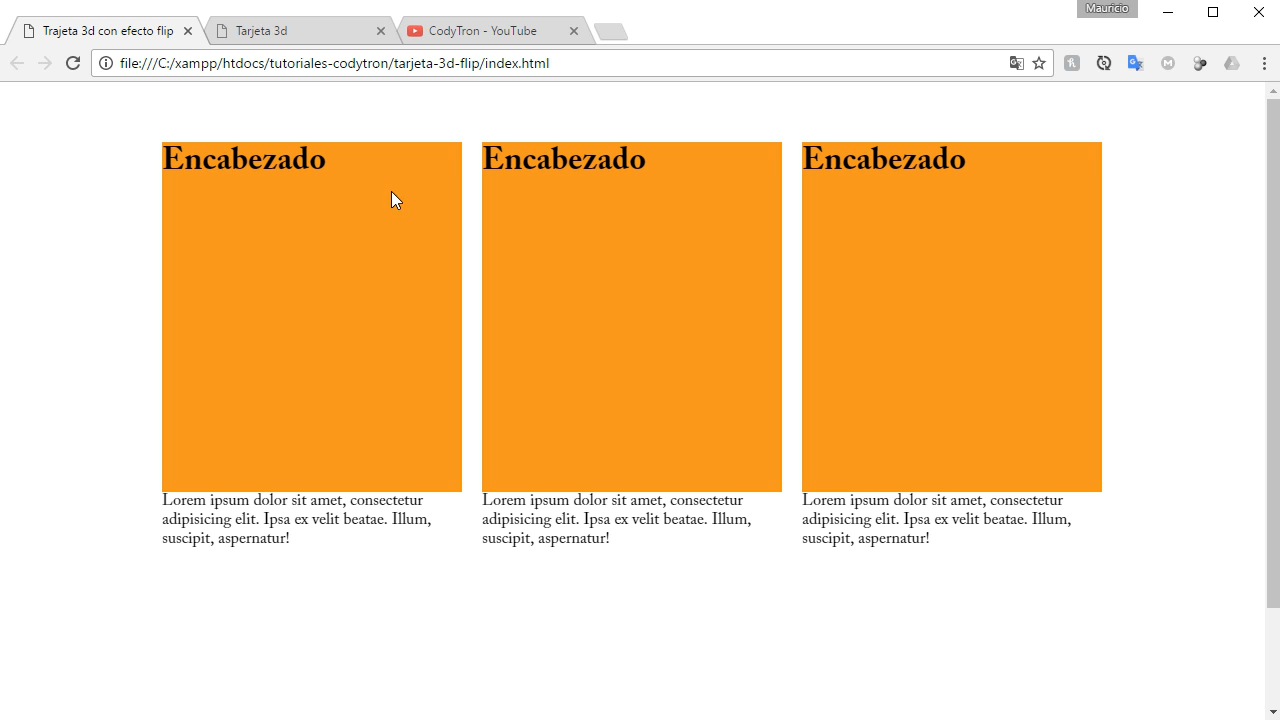 Mauricio
Trajeta 3d con efecto flip
Tarjeta 3d
CodyTron - YouTube
file:///C:/xampp/htdocs/tutoriales-codytron/tarjeta-3d-flip/index.html
Encabezado
Lorem ipsum dolor sit amet, consectetur
adipisicing elit. Ipsa ex velit beatae. Illum,
suscipit, aspernatur!
Encabezado
Lorem ipsum dolor sit amet, consectetur
adipisicing elit. Ipsa ex velit beatae. Illum,
suscipit, aspernatur!
Encabezado
Lorem ipsum dolor sit amet, consectetur
adipisicing elit. Ipsa ex velit beatae. Illum,
suscipit, aspernatur!